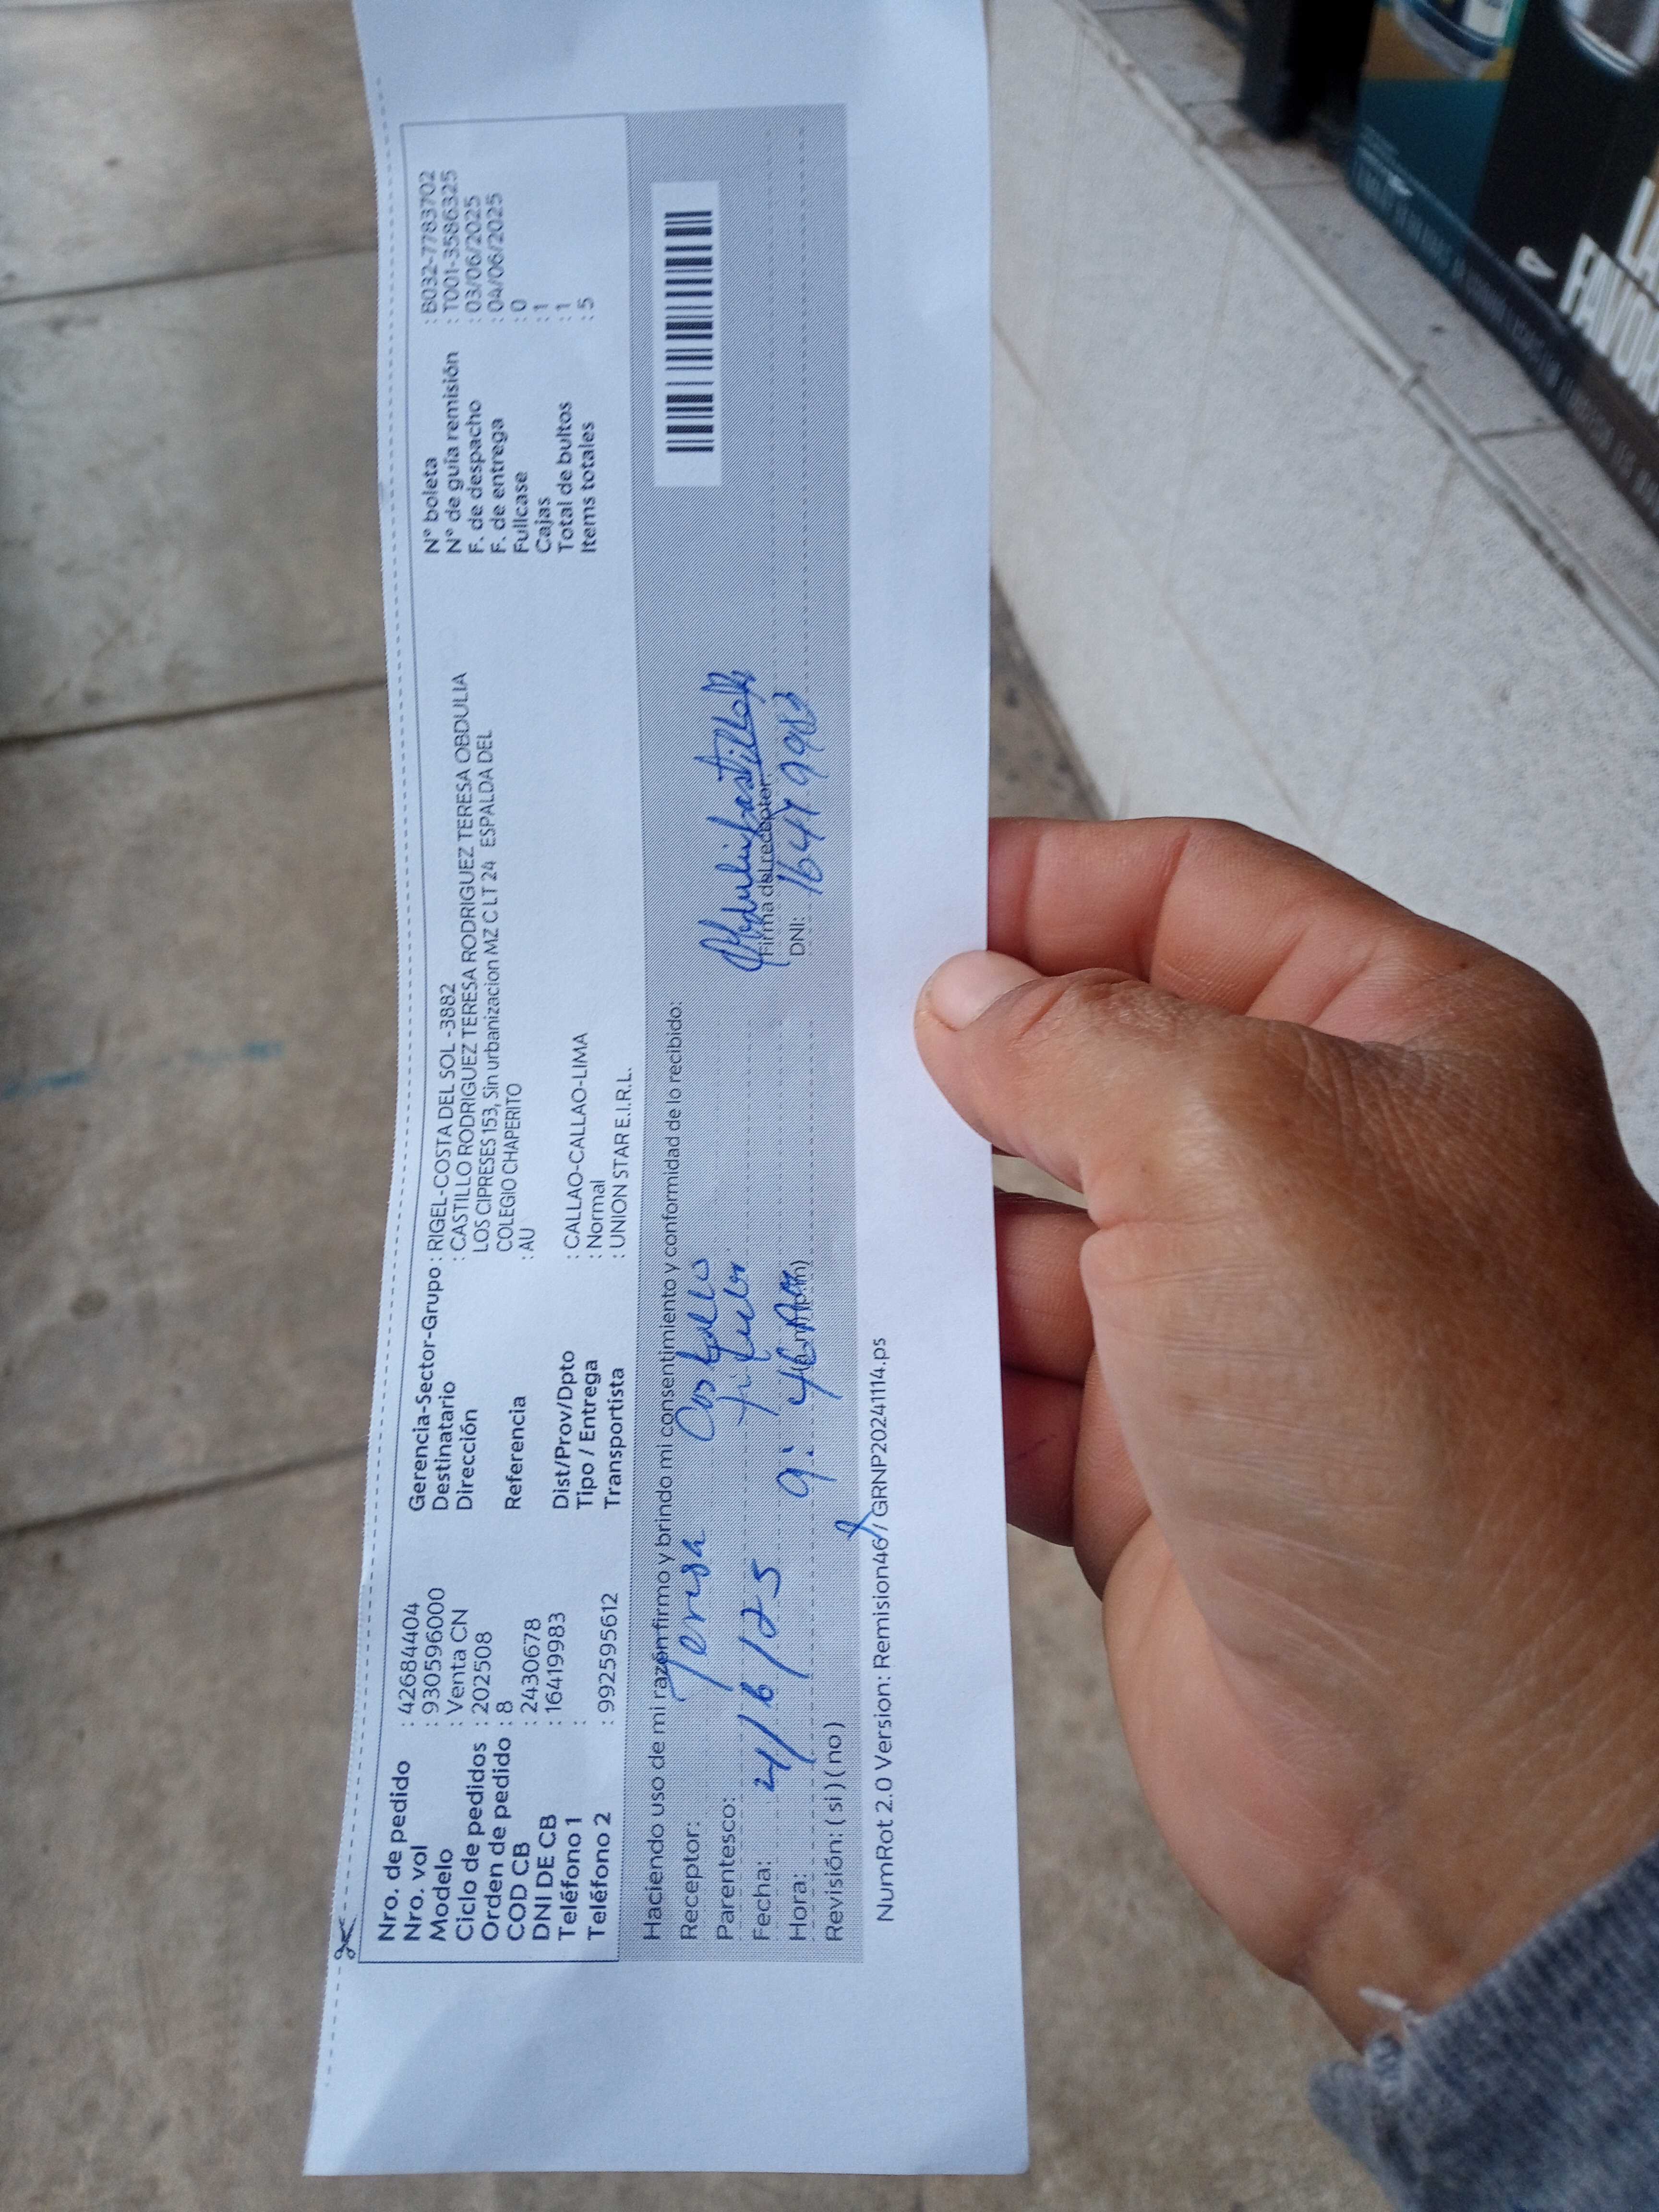 Nro. de pedido : 42684404
Nro. vol : 930596000
Modelo : Venta CN
Ciclo de pedidos : 202508
Orden de pedido : 8
COD CB : 2430678
DNI DE CB : 16419983
Teléfono 1 :
Teléfono 2 : 992595612
Gerencia-Sector-Grupo : RIGEL-COSTA DEL SOL -3882
Destinatario : CASTILLO RODRIGUEZ TERESA RODRIGUEZ TERESA OBDULIA
Dirección LOS CIPRESES 153, Sin urbanizacion MZ C LT 24 ESPALDA DEL
COLEGIO CHAPERITO
Referencia : AU
Dist/Prov/Dpto : CALLAO-CALLAO-LIMA
Tipo / Entrega : Normal
Transportista : UNION STAR E.I.R.L.
N° boleta : B032-7783702
N° de guía remisión : T001-3586325
F. de despacho : 03/06/2025
F. de entrega : 04/06/2025
Fullcase : 0
Cajas : 1
Total de bultos : 1
Items totales : 5
Haciendo uso de mi razón firmo y brindo mi consentimiento y conformidad de lo recibido:
Receptor: Teresa Castillo
Parentesco: titular
Fecha: 4/6/25
Hora: 9:46 AM (am/pm)
Revisión: ( si ) ( no )
Firma del receptor:
DNI: 16419983
NumRot 2.0 Version: Remision46 / GRNP20241114.ps
FAVOR